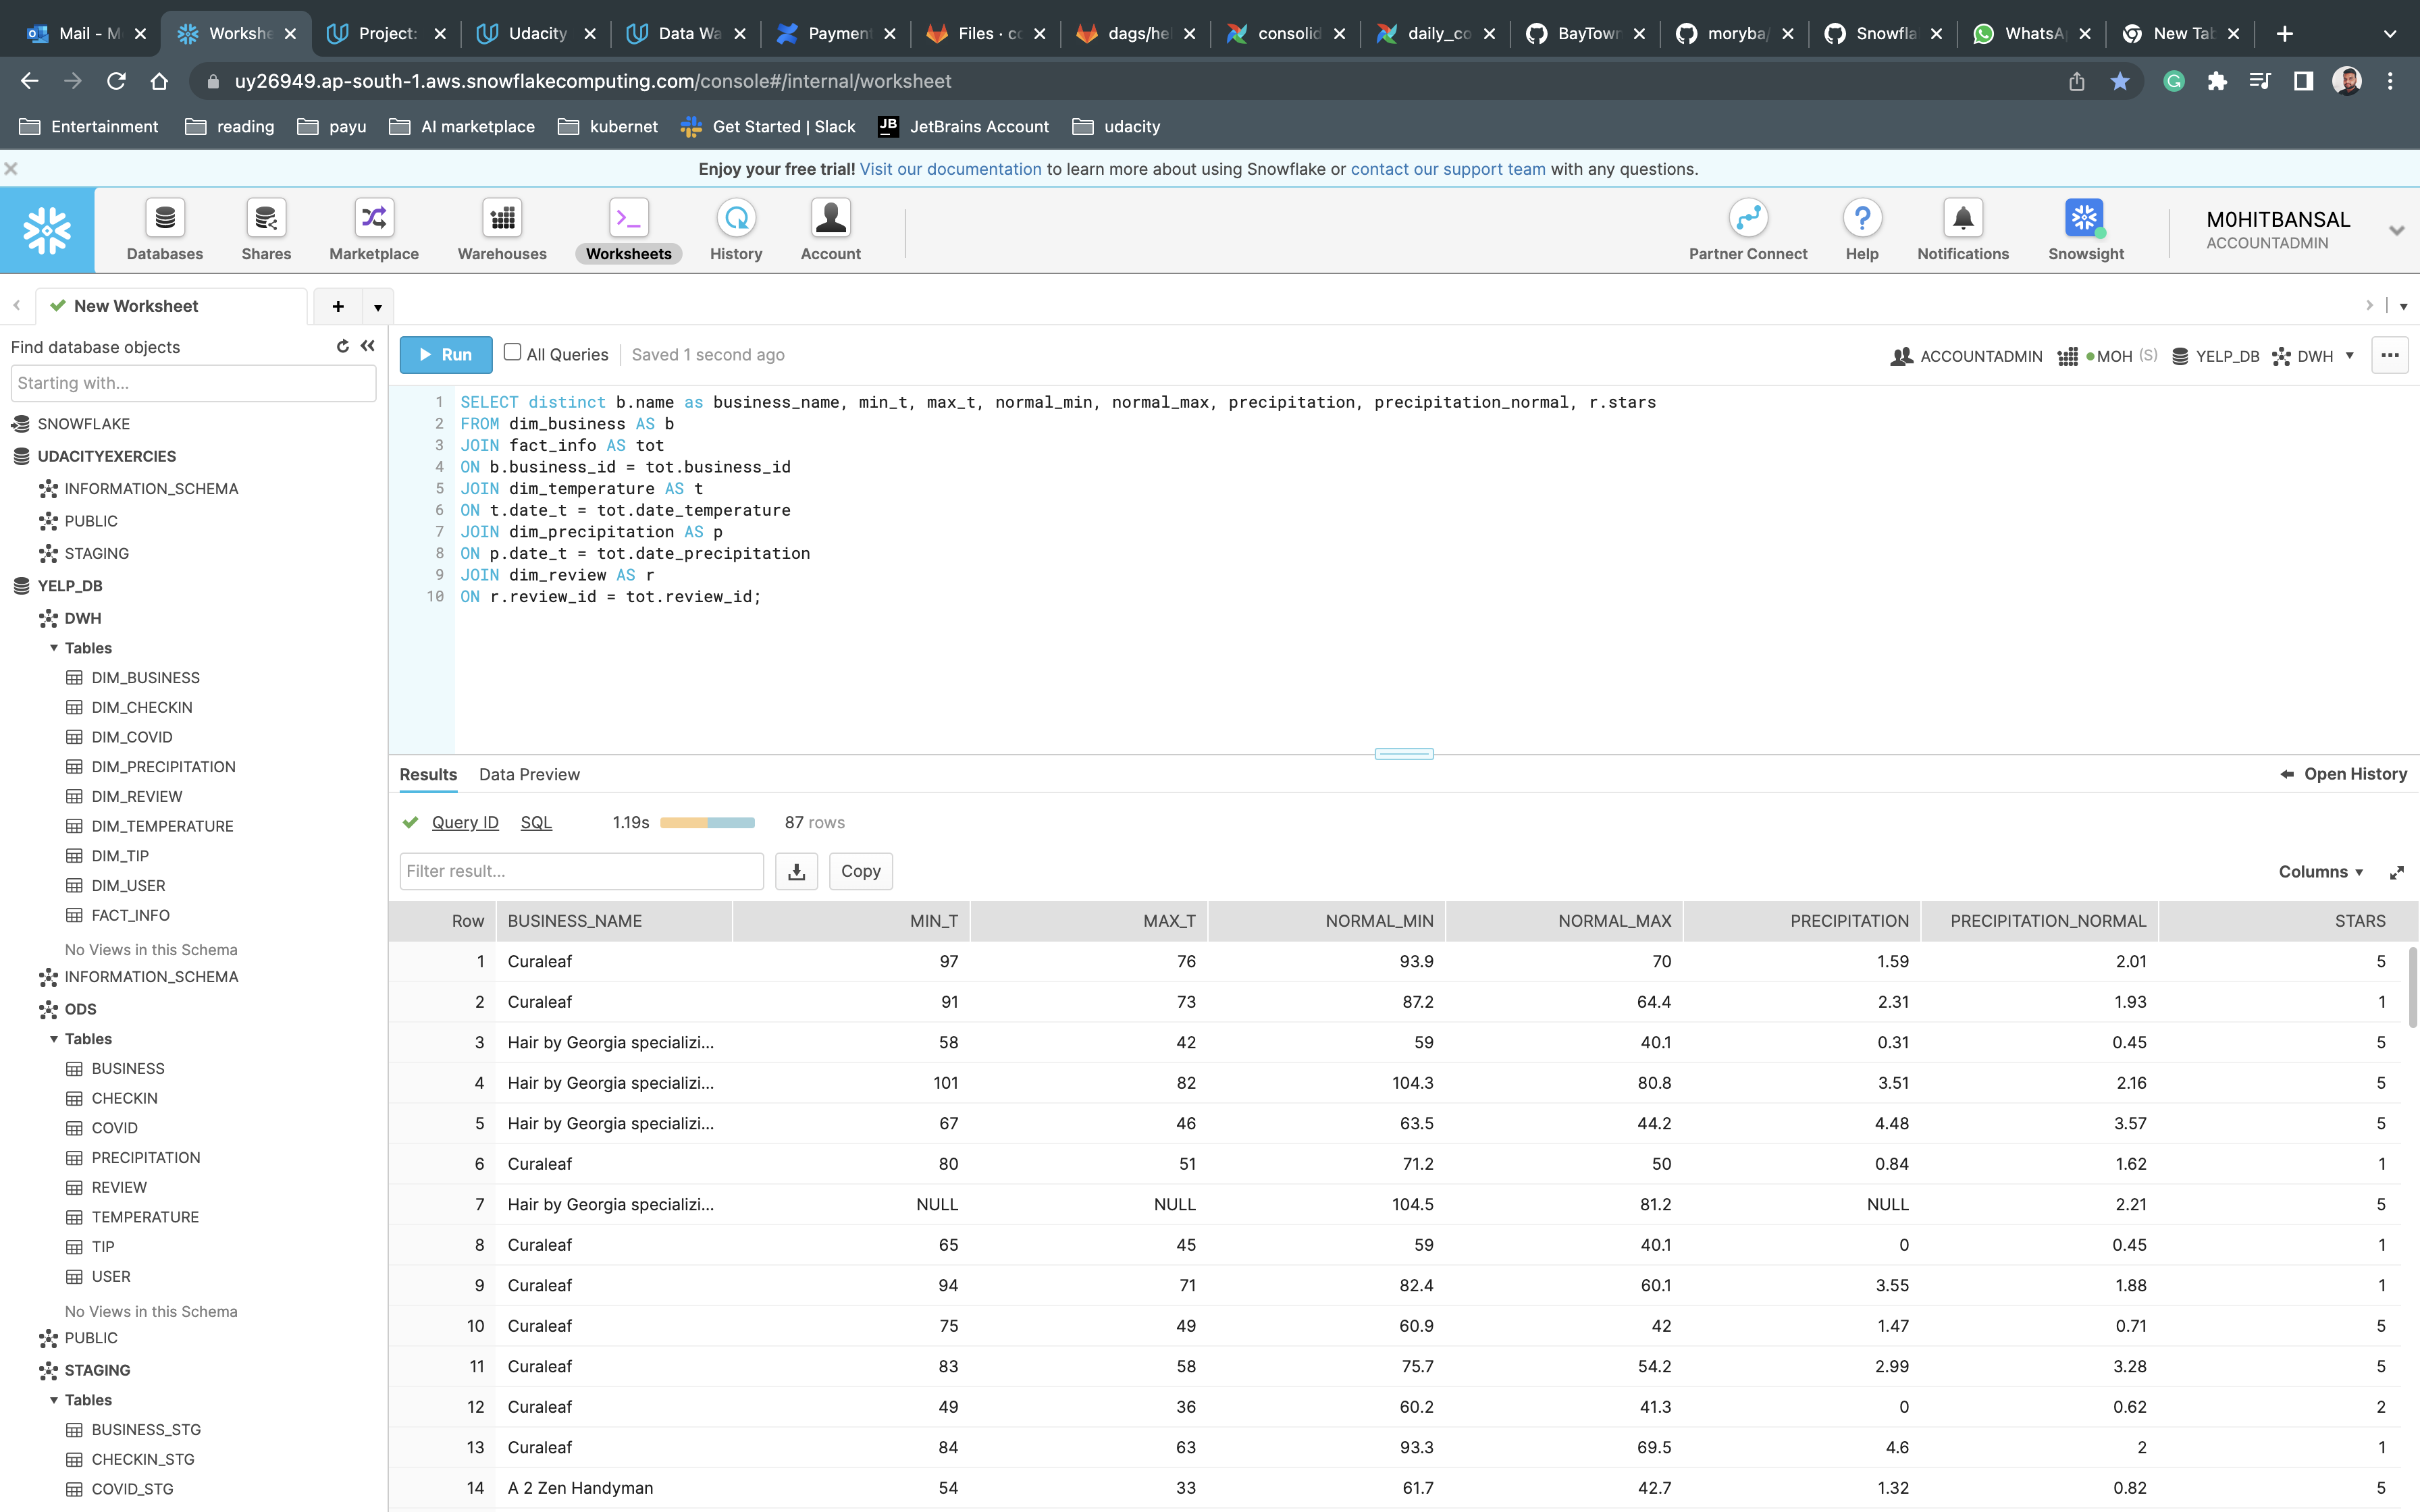 Mail - M
Workshe
Project:
Udacity
Data Wa
Payment
Files · co
dags/hel
consolid
daily_co
BayTown
moryba/
Snowfla
WhatsAp
New Tab
uy26949.ap-south-1.aws.snowflakecomputing.com/console#/internal/worksheet
Entertainment reading payu AI marketplace kubernet Get Started | Slack JetBrains Account udacity
Enjoy your free trial! Visit our documentation to learn more about using Snowflake or contact our support team with any questions.
Databases Shares Marketplace Warehouses Worksheets History Account Partner Connect Help Notifications Snowsight
M0HITBANSAL
ACCOUNTADMIN
New Worksheet
Find database objects
Starting with...
SNOWFLAKE
UDACITYEXERCIES
INFORMATION_SCHEMA
PUBLIC
STAGING
YELP_DB
DWH
Tables
DIM_BUSINESS
DIM_CHECKIN
DIM_COVID
DIM_PRECIPITATION
DIM_REVIEW
DIM_TEMPERATURE
DIM_TIP
DIM_USER
FACT_INFO
No Views in this Schema
INFORMATION_SCHEMA
ODS
Tables
BUSINESS
CHECKIN
COVID
PRECIPITATION
REVIEW
TEMPERATURE
TIP
USER
No Views in this Schema
PUBLIC
STAGING
Tables
BUSINESS_STG
CHECKIN_STG
COVID_STG
Run All Queries Saved 1 second ago ACCOUNTADMIN MOH (S) YELP_DB DWH
1 SELECT distinct b.name as business_name, min_t, max_t, normal_min, normal_max, precipitation, precipitation_normal, r.stars
2 FROM dim_business AS b
3 JOIN fact_info AS tot
4 ON b.business_id = tot.business_id
5 JOIN dim_temperature AS t
6 ON t.date_t = tot.date_temperature
7 JOIN dim_precipitation AS p
8 ON p.date_t = tot.date_precipitation
9 JOIN dim_review AS r
10 ON r.review_id = tot.review_id;
Results Data Preview Open History
Query ID SQL 1.19s 87 rows
Filter result... Copy Columns
Row BUSINESS_NAME MIN_T MAX_T NORMAL_MIN NORMAL_MAX PRECIPITATION PRECIPITATION_NORMAL STARS
1 Curaleaf 97 76 93.9 70 1.59 2.01 5
2 Curaleaf 91 73 87.2 64.4 2.31 1.93 1
3 Hair by Georgia specializi... 58 42 59 40.1 0.31 0.45 5
4 Hair by Georgia specializi... 101 82 104.3 80.8 3.51 2.16 5
5 Hair by Georgia specializi... 67 46 63.5 44.2 4.48 3.57 5
6 Curaleaf 80 51 71.2 50 0.84 1.62 1
7 Hair by Georgia specializi... NULL NULL 104.5 81.2 NULL 2.21 5
8 Curaleaf 65 45 59 40.1 0 0.45 1
9 Curaleaf 94 71 82.4 60.1 3.55 1.88 1
10 Curaleaf 75 49 60.9 42 1.47 0.71 5
11 Curaleaf 83 58 75.7 54.2 2.99 3.28 5
12 Curaleaf 49 36 60.2 41.3 0 0.62 2
13 Curaleaf 84 63 93.3 69.5 4.6 2 1
14 A 2 Zen Handyman 54 33 61.7 42.7 1.32 0.82 5